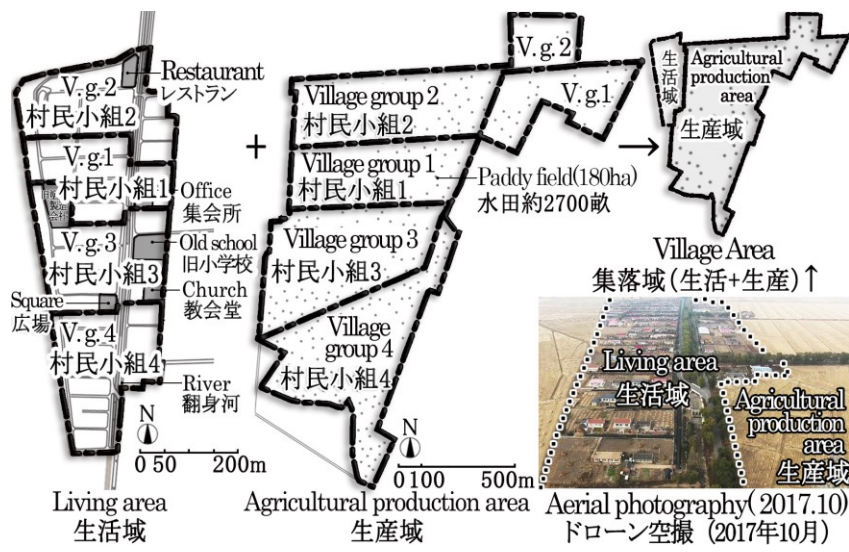 V.g.2
村民小組2
Restaurant
レストラン
V.g.1
村民小組1
Office
集会所
V.g.3
村民小組3
Old school
旧小学校
Square
広場
Church
教会堂
V.g.4
村民小組4
River
翻身河
N
0 50 200m
Living area
生活域
+
V.g.2
V.g.1
Village group 2
村民小組2
Village group 1
村民小組1
Paddy field(180ha)
水田約2700畝
Village group 3
村民小組3
Village
group 4
村民小組4
N
0 100 500m
Agricultural production area
生産域
→
生活域
Agricultural
production
area
生産域
Village Area
集落域(生活+生産)↑
Living area
生活域
Agricultural
production
area
生産域
Aerial photography(2017.10)
ドローン空撮 (2017年10月)